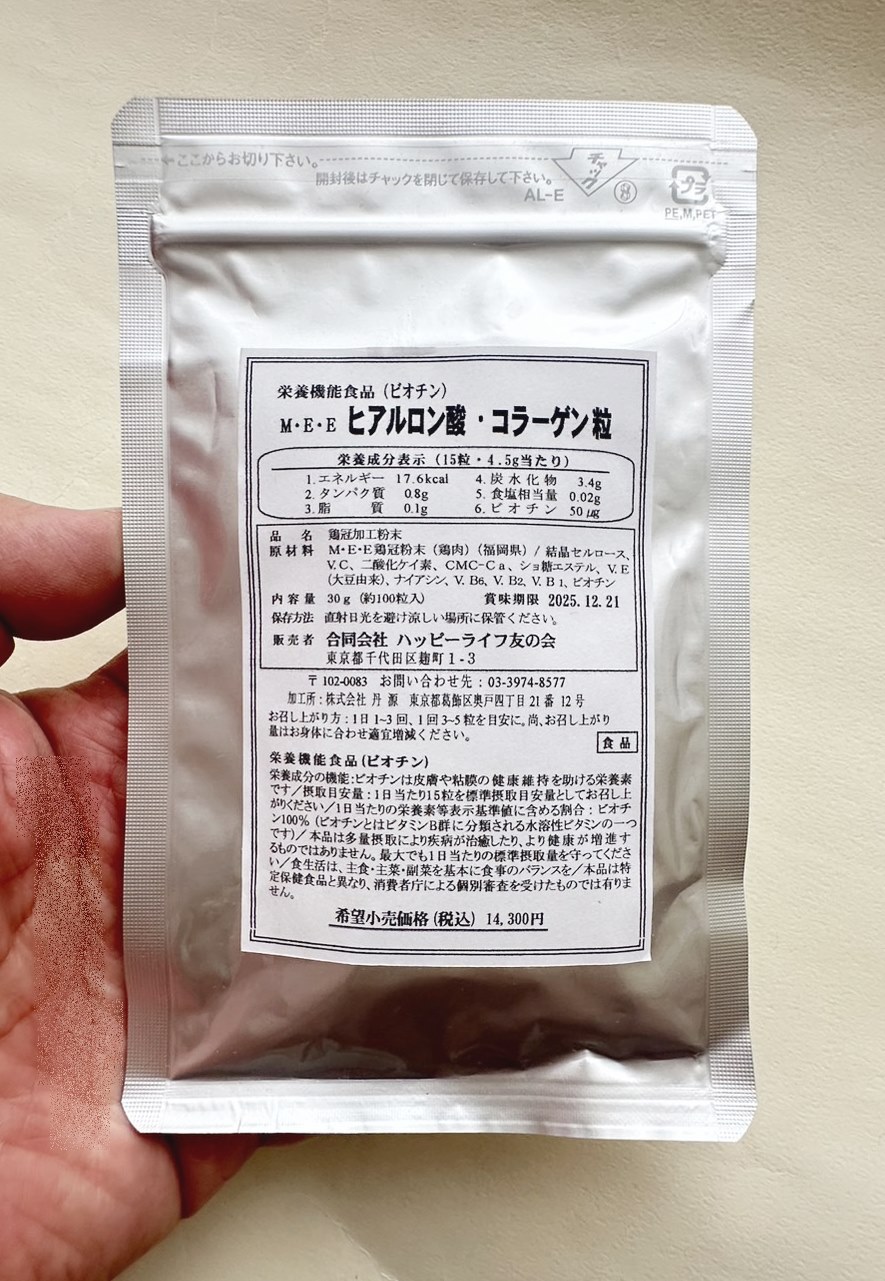 ここからお切り下さい。
開封後はチャックを閉じて保存して下さい。
チャック
AL-E
8
プラ
PE,M,PET
栄養機能食品（ビオチン）
M・E・E ヒアルロン酸・コラーゲン粒
栄養成分表示（15粒・4.5g当たり）
1.エネルギー 17.6kcal 4.炭水化物 3.4g
2.タンパク質 0.8g 5.食塩相当量 0.02g
3.脂質 0.1g 6.ビオチン 50μg
品名 鶏冠加工粉末
原材料 M・E・E鶏冠粉末（鶏肉）（福岡県）/ 結晶セルロース、
V.C、二酸化ケイ素、CMC-Ca、ショ糖エステル、V.E
（大豆由来）、ナイアシン、V.B6、V.B2、V.B1、ビオチン
内容量 30g（約100粒入） 賞味期限 2025.12.21
保存方法 直射日光を避け涼しい場所に保管ください。
販売者 合同会社 ハッピーライフ友の会
東京都千代田区麹町1-3
〒102-0083 お問い合わせ先：03-3974-8577
加工所：株式会社 丹源 東京都葛飾区奥戸四丁目21番12号
お召し上がり方：1日1~3回、1回3~5粒を目安に。尚、お召し上がり
量はお身体に合わせ適宜増減ください。
食品
栄養機能食品(ビオチン)
栄養成分の機能：ビオチンは皮膚や粘膜の健康維持を助ける栄養素
です／摂取目安量：1日当たり15粒を標準摂取目安量としてお召し上
がりください／1日当たりの栄養素等表示基準値に含める割合：ビオチ
ン100%（ビオチンとはビタミンB群に分類される水溶性ビタミンの一つ
です）／本品は多量摂取により疾病が治癒したり、より健康が増進す
るものではありません。最大でも1日当たりの標準摂取量を守ってくださ
い／食生活は、主食・主菜・副菜を基本に食事のバランスを／本品は特
定保健食品と異なり、消費者庁による個別審査を受けたものでは有りま
せん。
希望小売価格(税込) 14,300円